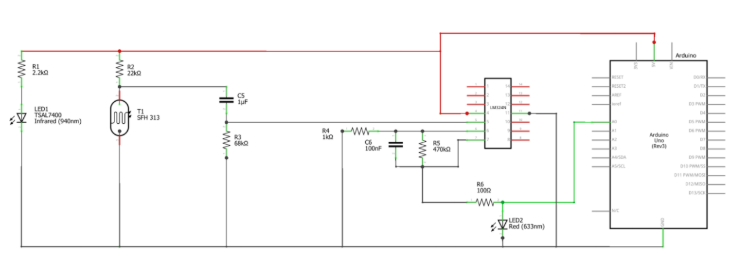 Arduino
R1
2.2kΩ
R2
22kΩ
LED1
TSAL7400
Infrared (940nm)
T1
SFH 313
C5
1μF
R3
68kΩ
R4
1kΩ
C6
100nF
R5
470kΩ
LM324N
R6
100Ω
LED2
Red (633nm)
Arduino
Uno
(Rev3)
RESET
RESET2
AREF
ioref
A0
A1
A2
A3
A4/SDA
A5/SCL
N/C
D0/RX
D1/TX
D2
D3 PWM
D4
D5 PWM
D6 PWM
D7
D8
D9 PWM
D10 PWM/SS
D11 PWM/MOSI
D12/MISO
D13/SCK
GND